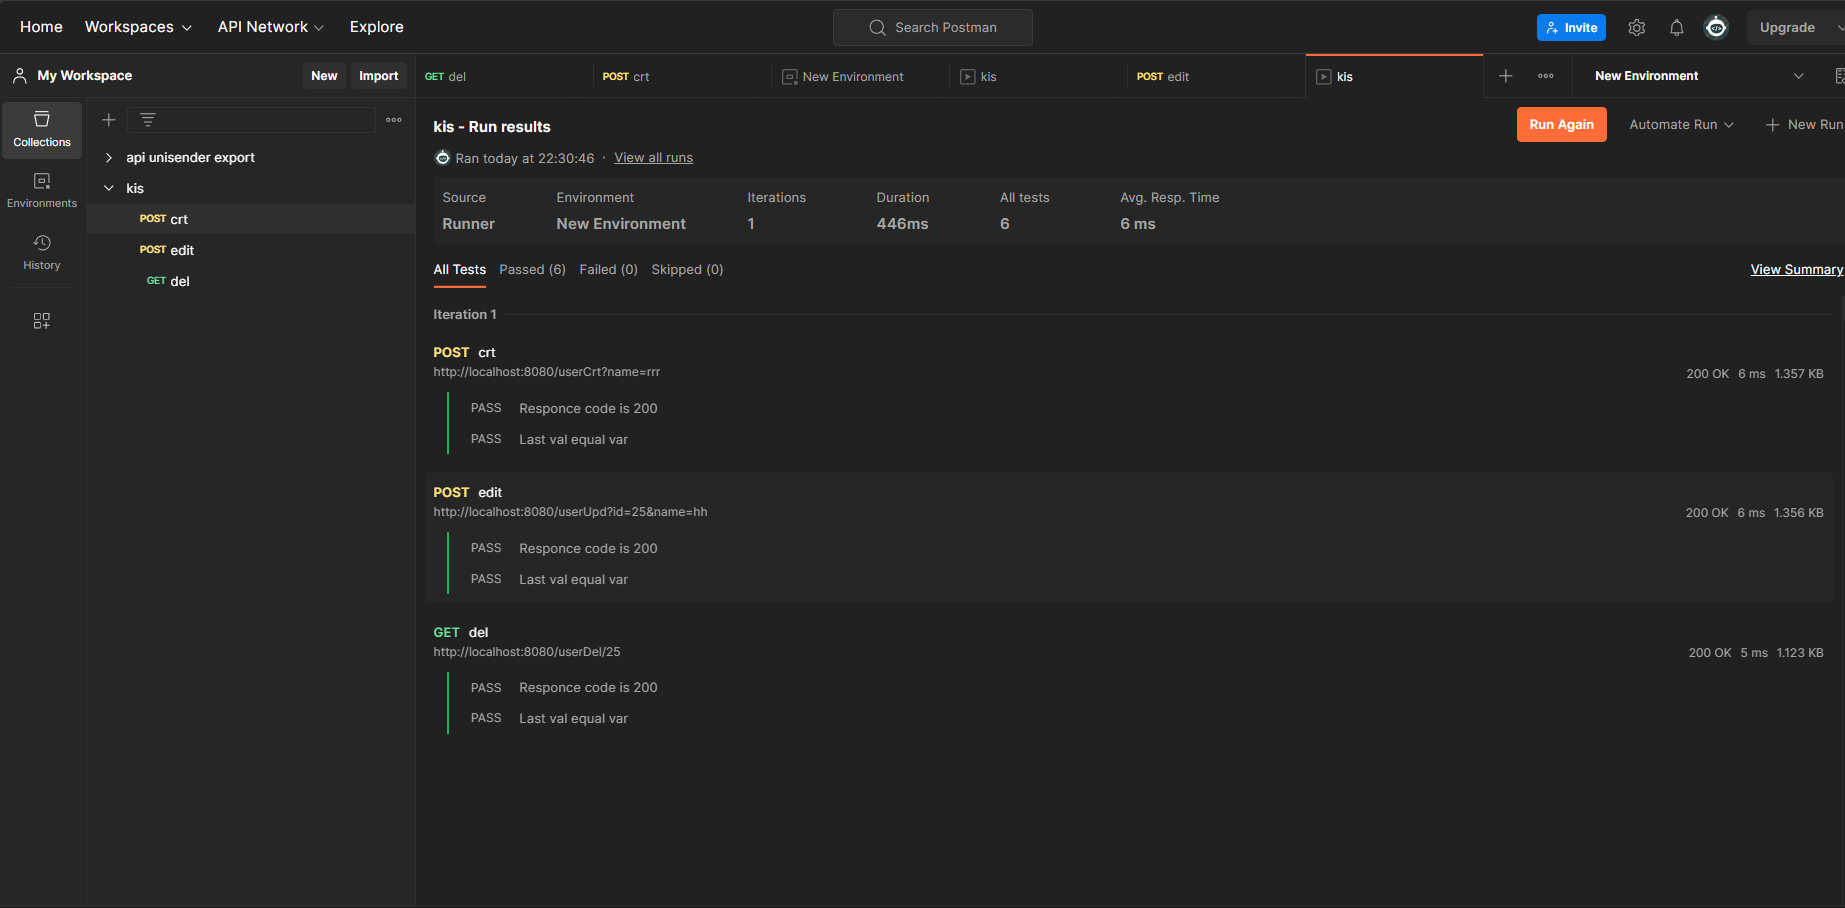 Home Workspaces API Network Explore Search Postman Invite Upgrade
My Workspace New Import GET del POST crt New Environment kis POST edit kis New Environment
Collections
Environments
History
api unisender export
kis
POST crt
POST edit
GET del
kis - Run results Run Again Automate Run New Run
Ran today at 22:30:46 · View all runs
Source Environment Iterations Duration All tests Avg. Resp. Time
Runner New Environment 1 446ms 6 6 ms
All Tests Passed (6) Failed (0) Skipped (0) View Summary
Iteration 1
POST crt
http://localhost:8080/userCrt?name=rrr 200 OK 6 ms 1.357 KB
PASS Responce code is 200
PASS Last val equal var
POST edit
http://localhost:8080/userUpd?id=25&name=hh 200 OK 6 ms 1.356 KB
PASS Responce code is 200
PASS Last val equal var
GET del
http://localhost:8080/userDel/25 200 OK 5 ms 1.123 KB
PASS Responce code is 200
PASS Last val equal var